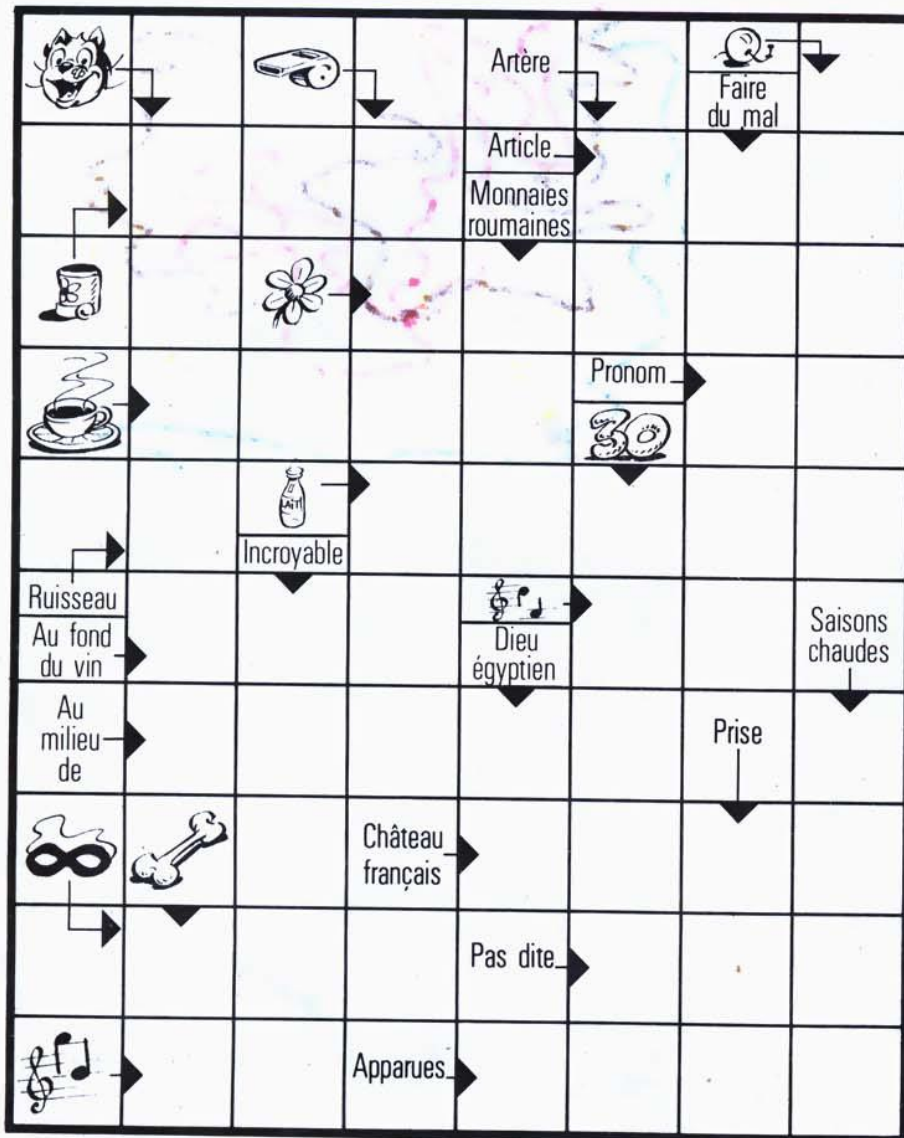 Artère
Faire
du mal
Article
Monnaies
roumaines
Pronom
30
LAIT
Incroyable
Ruisseau
Au fond
du vin
Dieu
égyptien
Saisons
chaudes
Au
milieu
de
Prise
Château
français
Pas dite
Apparues